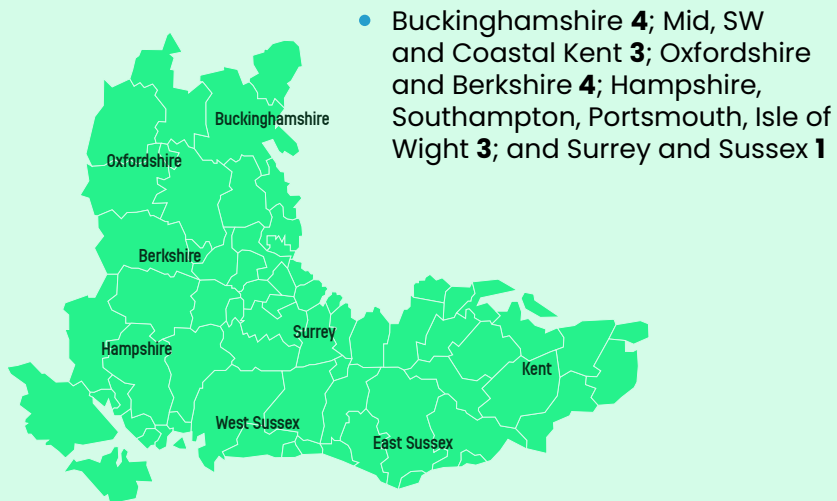 Buckinghamshire 4; Mid, SW
and Coastal Kent 3; Oxfordshire
and Berkshire 4; Hampshire,
Southampton, Portsmouth, Isle of
Wight 3; and Surrey and Sussex 1
Buckinghamshire
Oxfordshire
Berkshire
Surrey
Hampshire
Kent
West Sussex
East Sussex